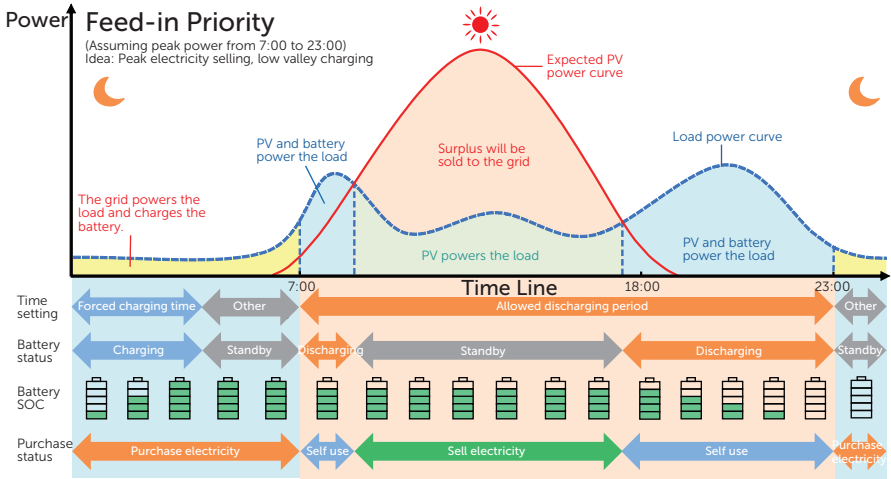 Power
Feed-in Priority
(Assuming peak power from 7:00 to 23:00)
Idea: Peak electricity selling, low valley charging
Expected PV
power curve
PV and battery
power the load
Surplus will be
sold to the grid
Load power curve
The grid powers the
load and charges the
battery.
PV powers the load
PV and battery
power the load
7:00
Time Line
18:00
23:00
Time
setting
Forced charging time
Other
Allowed discharging period
Other
Battery
status
Charging
Standby
Discharging
Standby
Discharging
Standby
Battery
SOC
Purchase
status
Purchase electricity
Self use
Sell electricity
Self use
Purchase
electricity